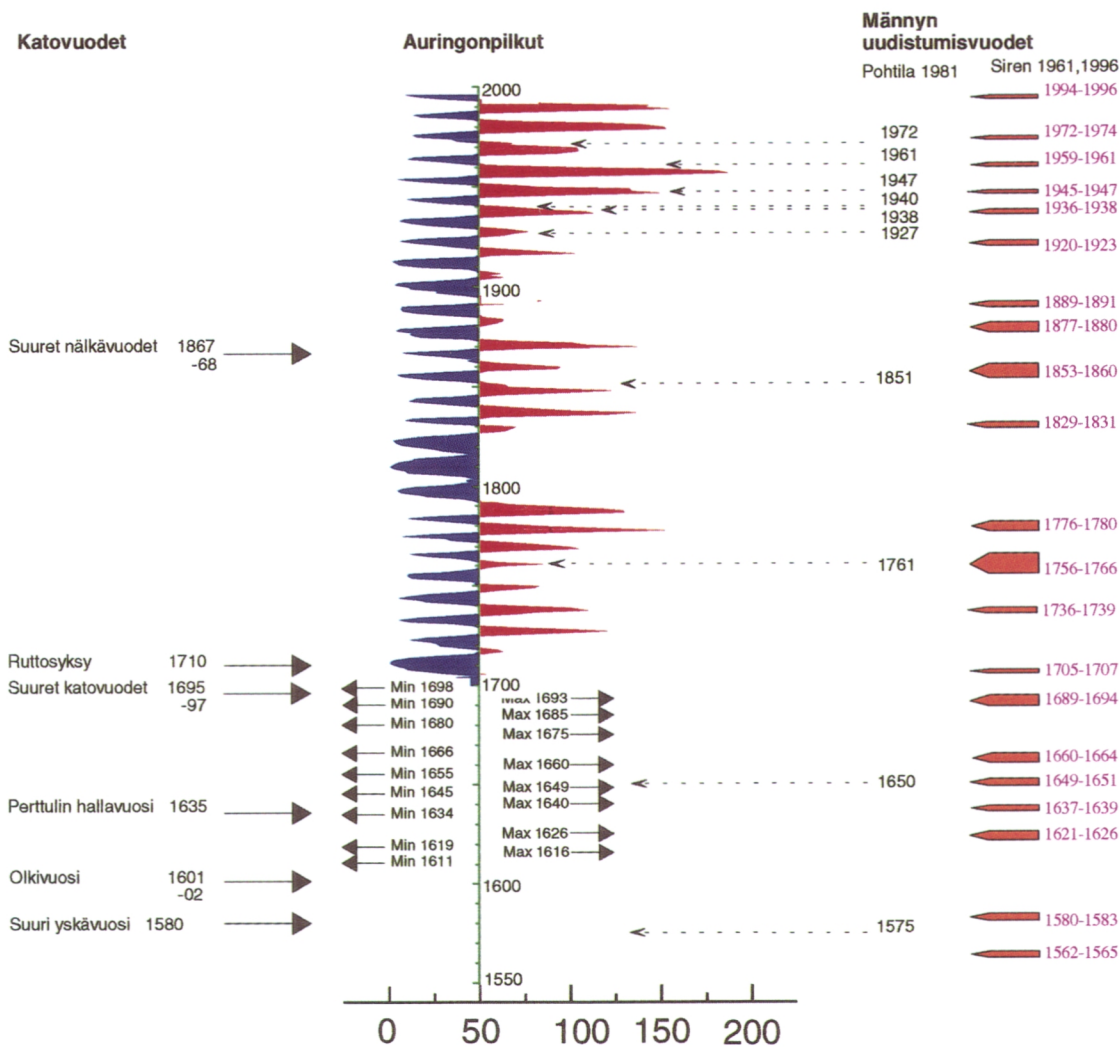 Katovuodet
Auringonpilkut
Männyn
uudistumisvuodet
Pohtila 1981
Siren 1961,1996
Suuret nälkävuodet 1867
-68
Ruttosyksy 1710
Suuret katovuodet 1695
-97
Perttulin hallavuosi 1635
Olkivuosi 1601
-02
Suuri yskävuosi 1580
2000
1900
1800
1700
1600
1550
Min 1698
Min 1690
Min 1680
Min 1666
Min 1655
Min 1645
Min 1634
Min 1619
Min 1611
Max 1693
Max 1685
Max 1675
Max 1660
Max 1649
Max 1640
Max 1626
Max 1616
1972
1961
1947
1940
1938
1927
1851
1761
1650
1575
1994-1996
1972-1974
1959-1961
1945-1947
1936-1938
1920-1923
1889-1891
1877-1880
1853-1860
1829-1831
1776-1780
1756-1766
1736-1739
1705-1707
1689-1694
1660-1664
1649-1651
1637-1639
1621-1626
1580-1583
1562-1565
0 50 100 150 200